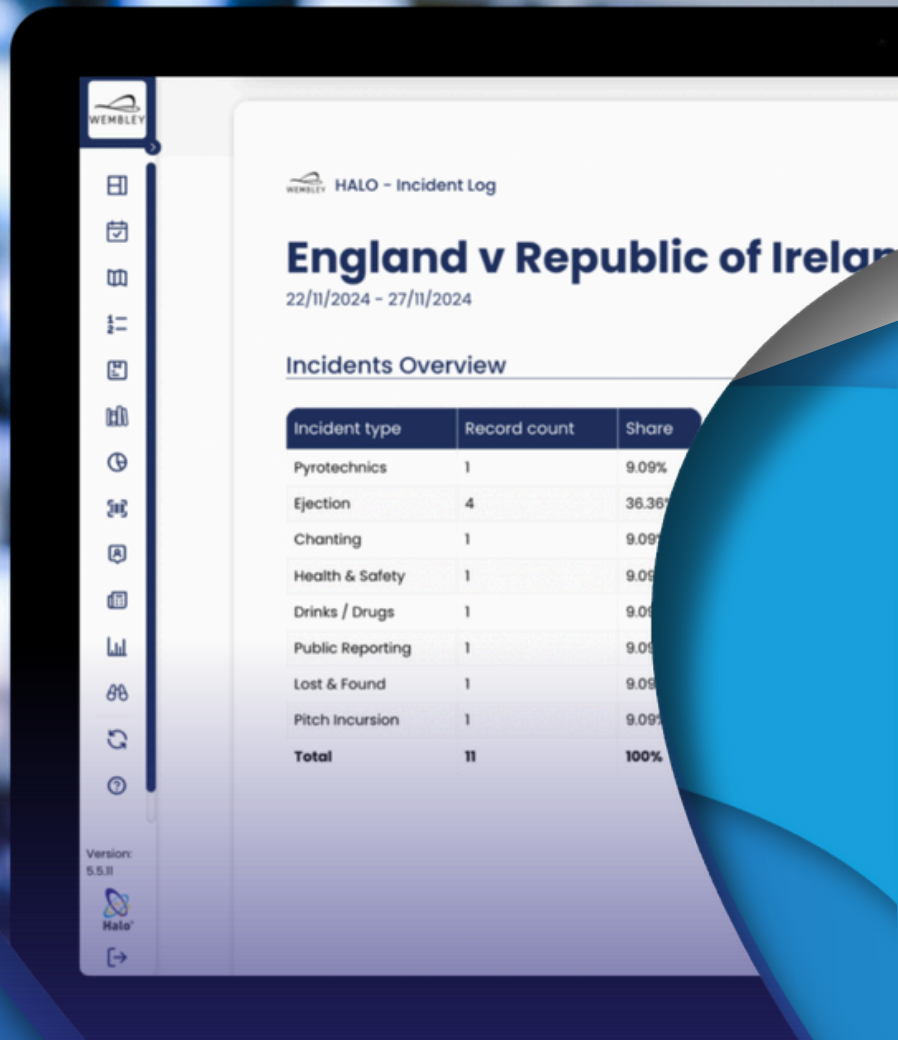 WEMBLEY
WEMBLEY HALO - Incident Log
England v Republic of Irelan
22/11/2024 - 27/11/2024
Incidents Overview
Incident type Record count Share
Pyrotechnics 1 9.09%
Ejection 4 36.36%
Chanting 1 9.09%
Health & Safety 1 9.09
Drinks / Drugs 1 9.09
Public Reporting 1 9.09
Lost & Found 1 9.09
Pitch Incursion 1 9.09%
Total 11 100%
Version:
5.5.11
Halo